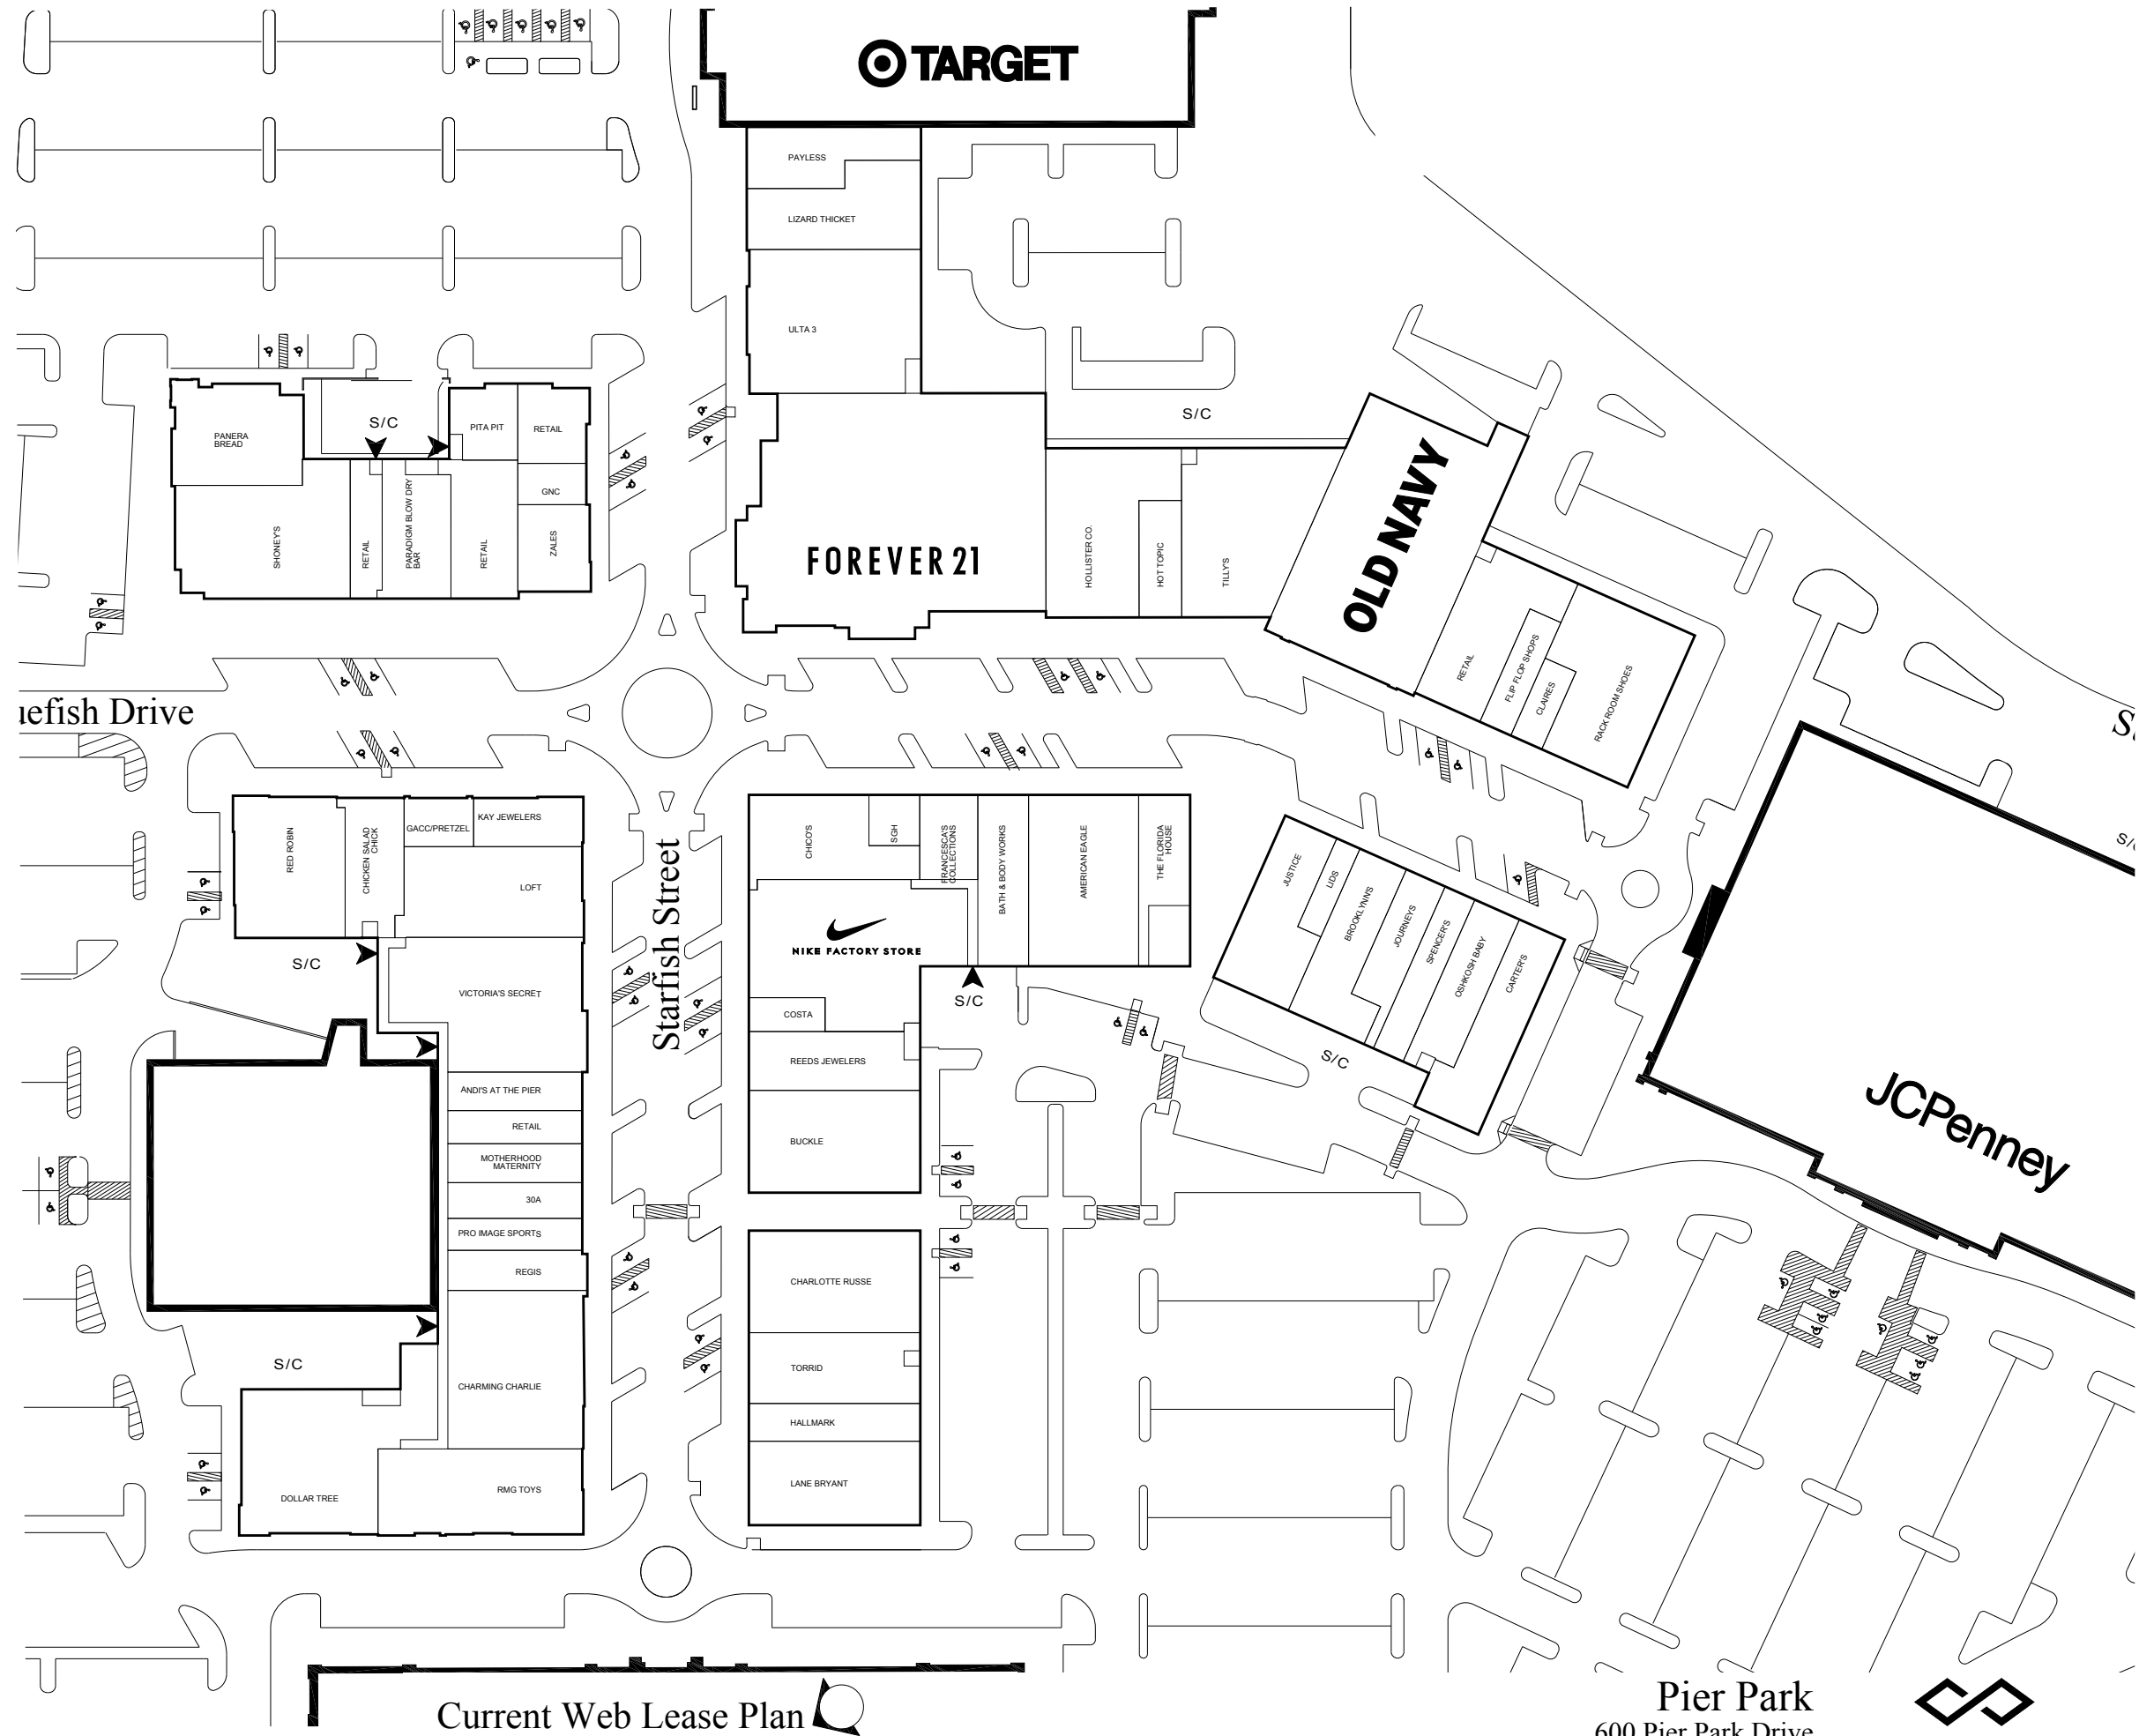 TARGET
PAYLESS
LIZARD THICKET
ULTA 3
S/C
S/C
PANERA
BREAD
PITA PIT
RETAIL
GNC
ZALES
SHONEY'S
RETAIL
PARADIGM BLOW DRY
BAR
RETAIL
FOREVER 21
HOLLISTER CO.
HOT TOPIC
TILLY'S
OLD NAVY
RETAIL
FLIP FLOP SHOPS
CLAIRES
RACK ROOM SHOES
uefish Drive
RED ROBIN
CHICKEN SALAD
CHICK
GACC/PRETZEL
KAY JEWELERS
LOFT
S/C
VICTORIA'S SECRET
Starfish Street
CHICO'S
SGH
FRANCESCA'S
COLLECTIONS
BATH & BODY WORKS
AMERICAN EAGLE
THE FLORIDA
HOUSE
NIKE FACTORY STORE
S/C
COSTA
REEDS JEWELERS
BUCKLE
JUSTICE
LIDS
BROOKLYNN'S
JOURNEYS
SPENCER'S
OSHKOSH BABY
CARTER'S
S/C
JCPenney
S/C
ANDI'S AT THE PIER
RETAIL
MOTHERHOOD
MATERNITY
30A
PRO IMAGE SPORTS
REGIS
CHARMING CHARLIE
S/C
DOLLAR TREE
RMG TOYS
CHARLOTTE RUSSE
TORRID
HALLMARK
LANE BRYANT
Current Web Lease Plan
Pier Park
600 Pier Park Drive